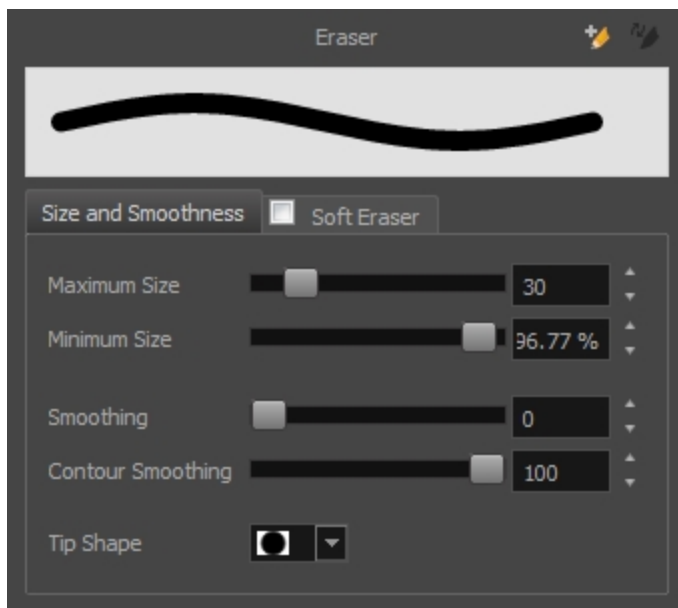 Eraser
Size and Smoothness Soft Eraser
Maximum Size 30
Minimum Size 96.77 %
Smoothing 0
Contour Smoothing 100
Tip Shape